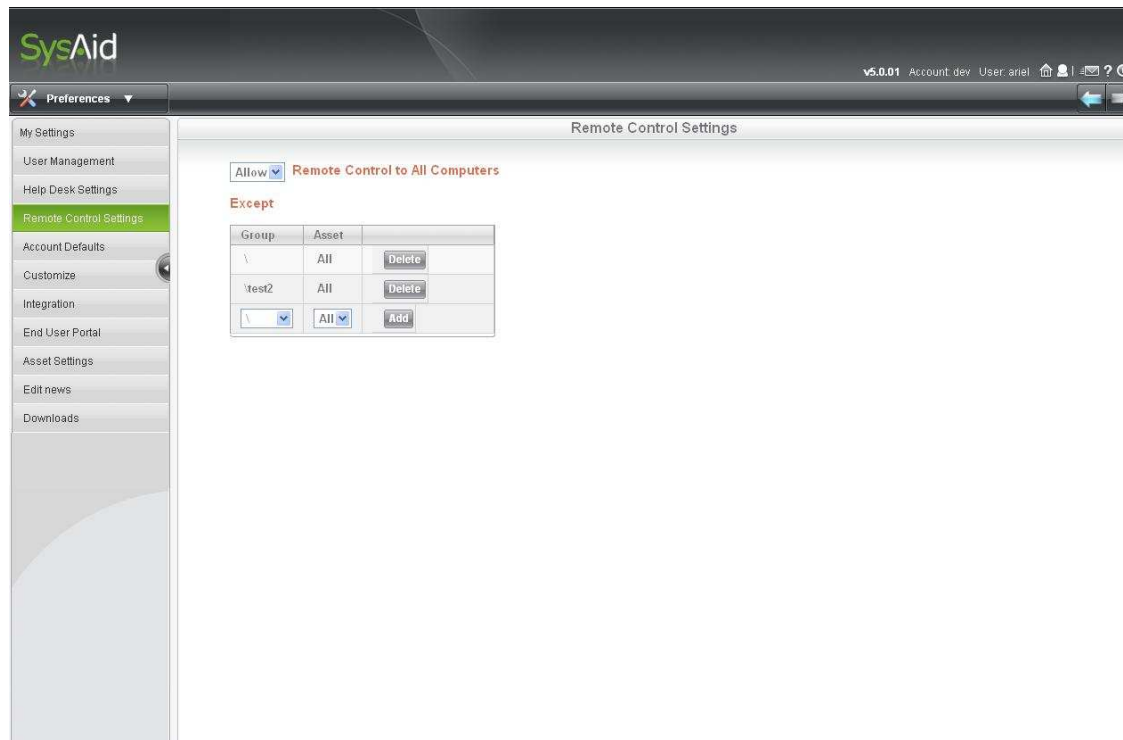 SysAid
v5.0.01 Account: dev User: ariel
Preferences
My Settings
User Management
Help Desk Settings
Remote Control Settings
Account Defaults
Customize
Integration
End User Portal
Asset Settings
Edit news
Downloads
Remote Control Settings
Allow Remote Control to All Computers
Except
Group Asset
\ All Delete
\test2 All Delete
\ All Add